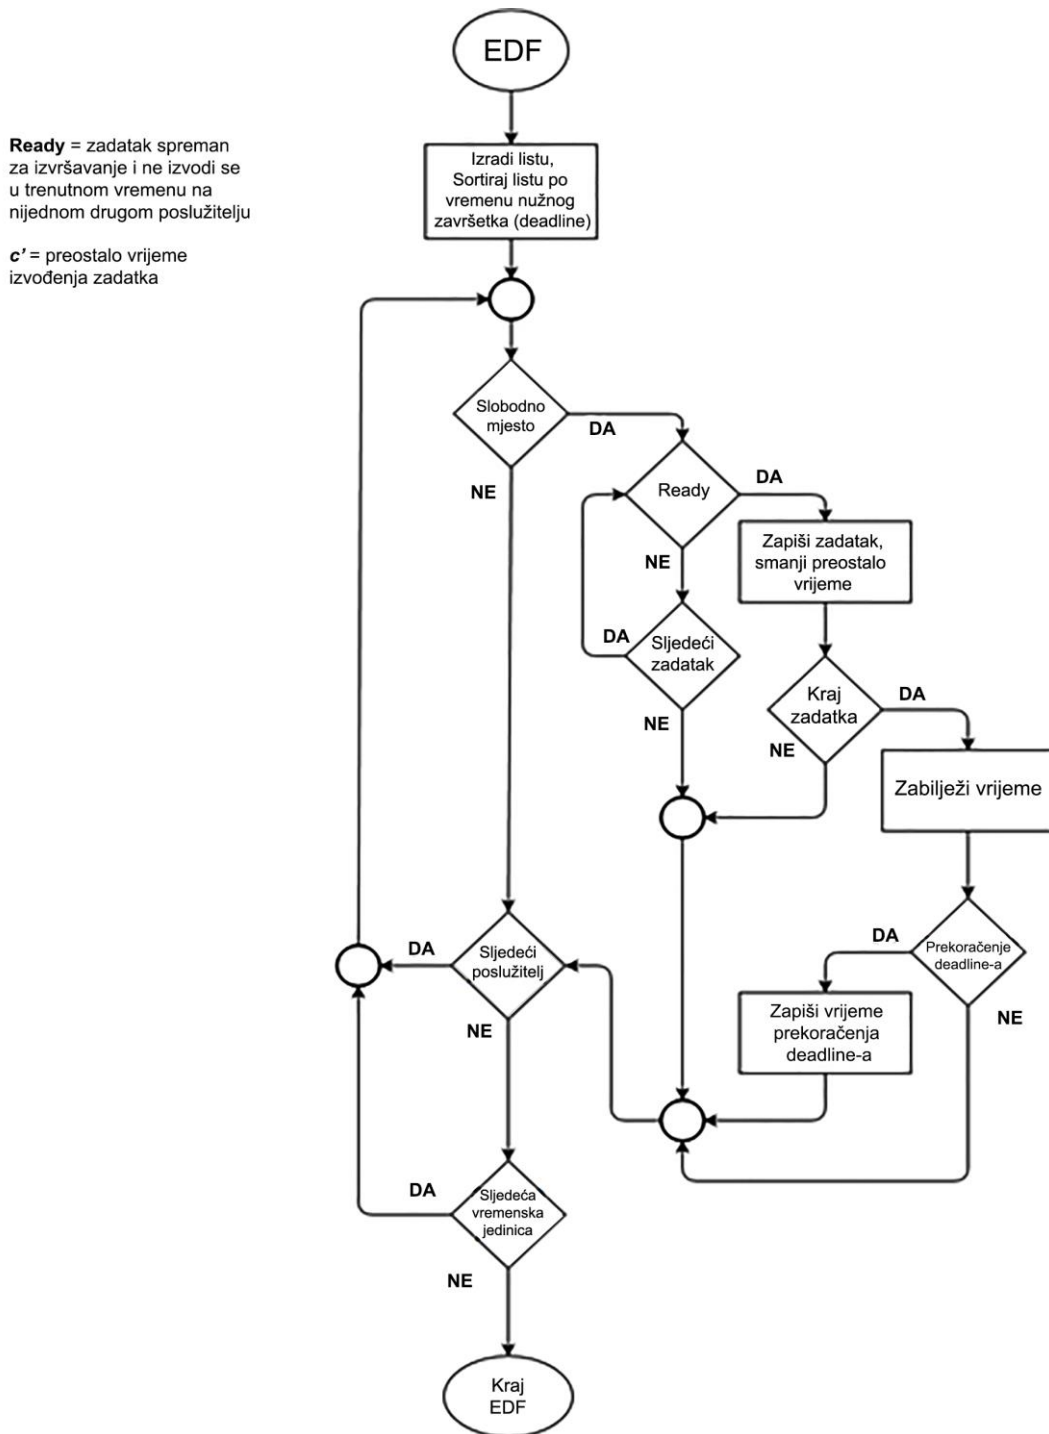 EDF
Ready = zadatak spreman
za izvršavanje i ne izvodi se
u trenutnom vremenu na
nijednom drugom poslužitelju
c' = preostalo vrijeme
izvođenja zadatka
Izradi listu,
Sortiraj listu po
vremenu nužnog
završetka (deadline)
Slobodno
mjesto
DA
NE
Ready
DA
NE
Zapiši zadatak,
smanji preostalo
vrijeme
DA
Sljedeći
zadatak
NE
Kraj
zadatka
DA
NE
Zabilježi vrijeme
DA
Prekoračenje
deadline-a
NE
Zapiši vrijeme
prekoračenja
deadline-a
DA
Sljedeći
poslužitelj
NE
DA
Sljedeća
vremenska
jedinica
NE
Kraj
EDF